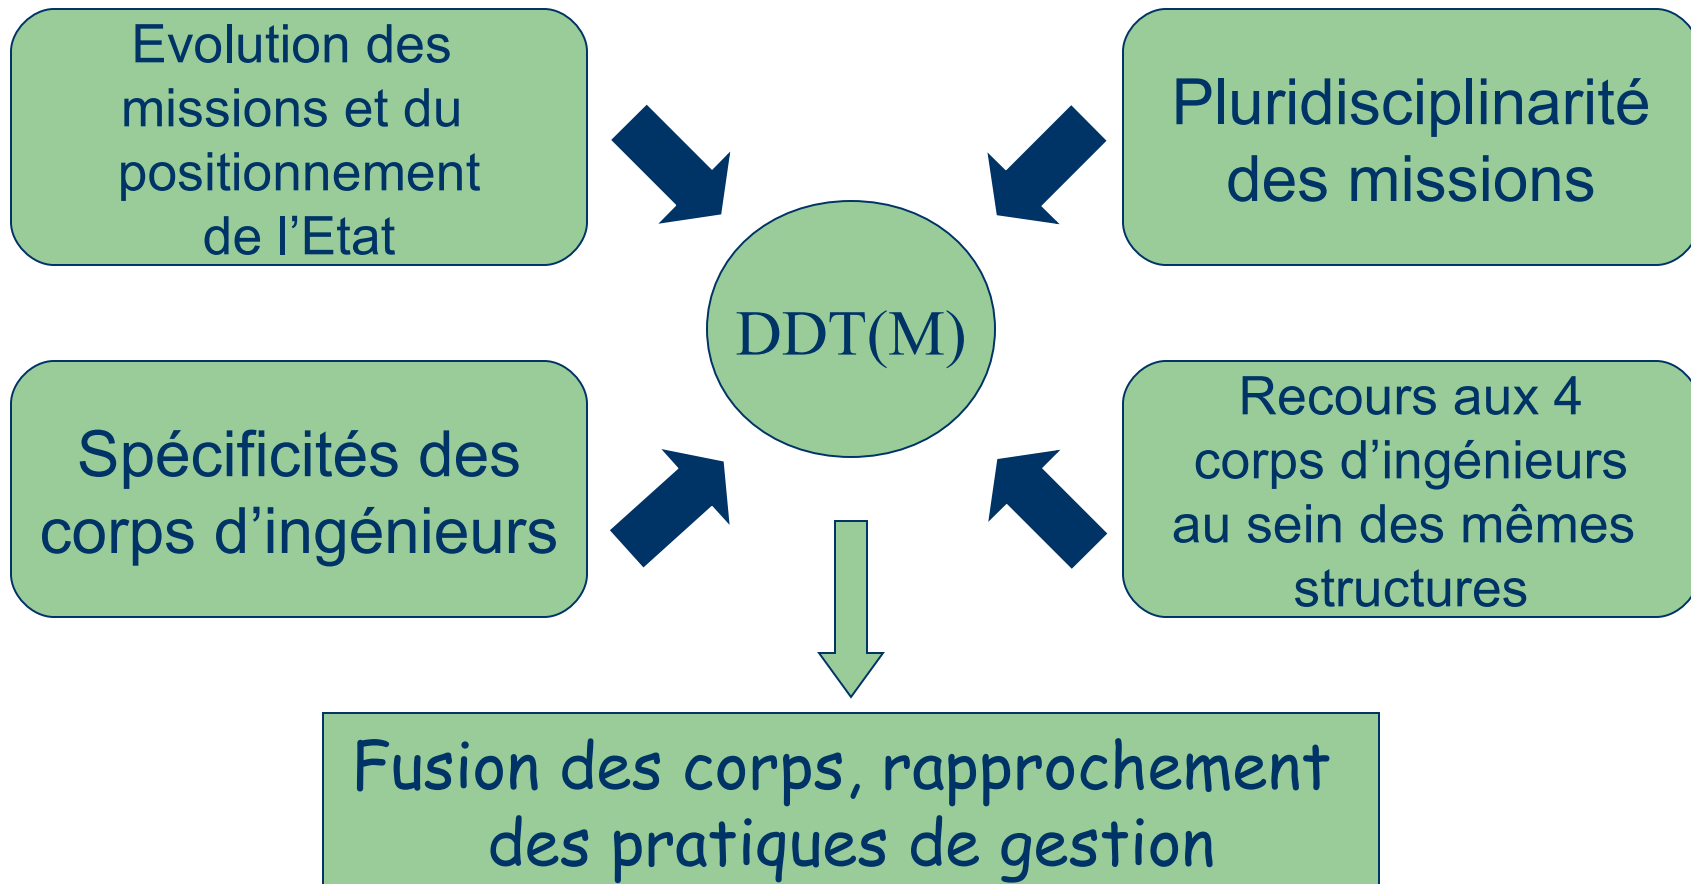 Evolution des
missions et du
positionnement
de l’Etat
Pluridisciplinarité
des missions
DDT(M)
Spécificités des
corps d’ingénieurs
Recours aux 4
corps d’ingénieurs
au sein des mêmes
structures
Fusion des corps, rapprochement
des pratiques de gestion